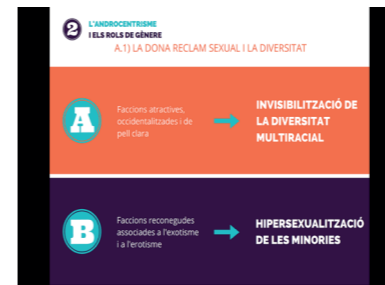 2
L'ANDROCENTRISME
I ELS ROLS DE GÈNERE
A.1) LA DONA RECLAM SEXUAL I LA DIVERSITAT
A
Faccions atractives,
occidentalitzades i de
pell clara
INVISIBILITZACIÓ DE
LA DIVERSITAT
MULTIRACIAL
B
Faccions reconegudes
associades a l'exotisme
i a l'erotisme
HIPERSEXUALITZACIÓ
DE LES MINORIES